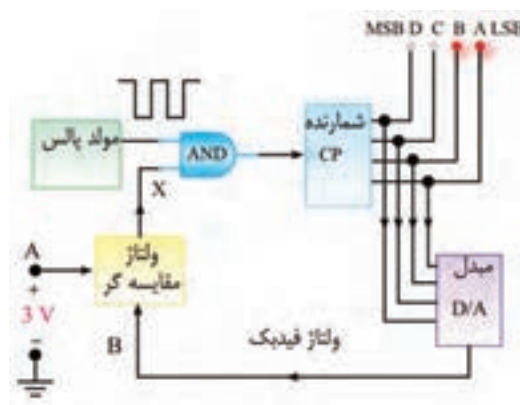 MSB D C B A LSB
مولد پالس
AND
شمارنده
CP
X
ولتاژ
مقایسه گر
A
+
3 V
-
B
ولتاژ فیدبک
مبدل
D/A